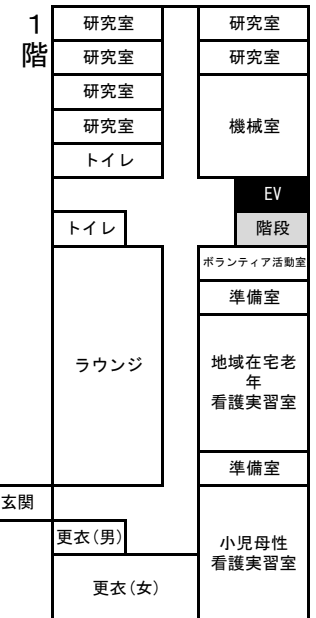 1
階
研究室
研究室
研究室
研究室
トイレ
研究室
研究室
機械室
EV
階段
トイレ
ボランティア活動室
準備室
ラウンジ
地域在宅老
年
看護実習室
準備室
玄関
更衣(男)
更衣(女)
小児母性
看護実習室